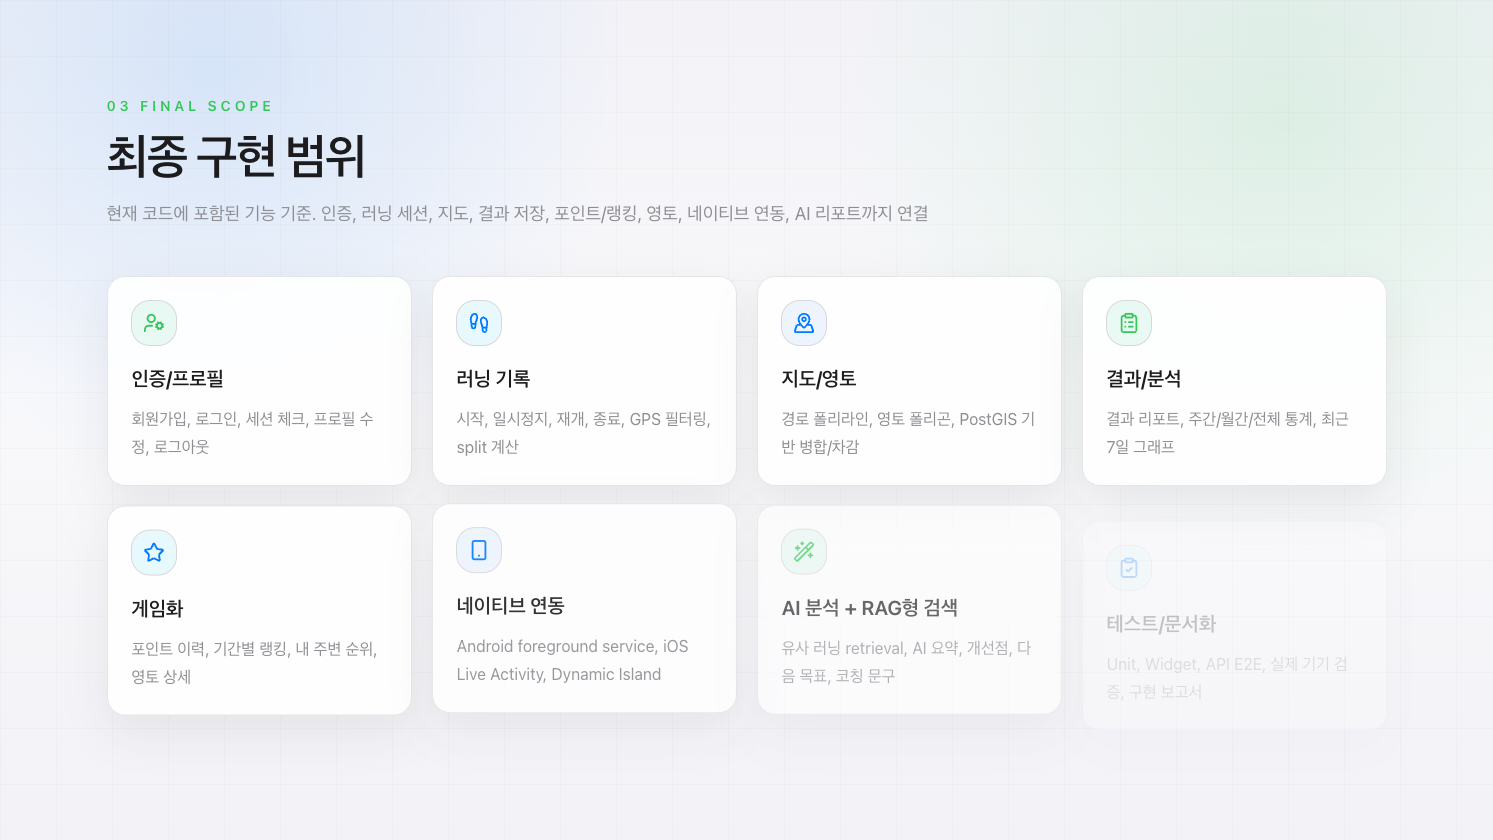 03 FINAL SCOPE
최종 구현 범위
현재 코드에 포함된 기능 기준. 인증, 러닝 세션, 지도, 결과 저장, 포인트/랭킹, 영토, 네이티브 연동, AI 리포트까지 연결
인증/프로필
회원가입, 로그인, 세션 체크, 프로필 수
정, 로그아웃
러닝 기록
시작, 일시정지, 재개, 종료, GPS 필터링,
split 계산
지도/영토
경로 폴리라인, 영토 폴리곤, PostGIS 기
반 병합/차감
결과/분석
결과 리포트, 주간/월간/전체 통계, 최근
7일 그래프
게임화
포인트 이력, 기간별 랭킹, 내 주변 순위,
영토 상세
네이티브 연동
Android foreground service, iOS
Live Activity, Dynamic Island
AI 분석 + RAG형 검색
유사 러닝 retrieval, AI 요약, 개선점, 다
음 목표, 코칭 문구
테스트/문서화
Unit, Widget, API E2E, 실제 기기 검
증, 구현 보고서